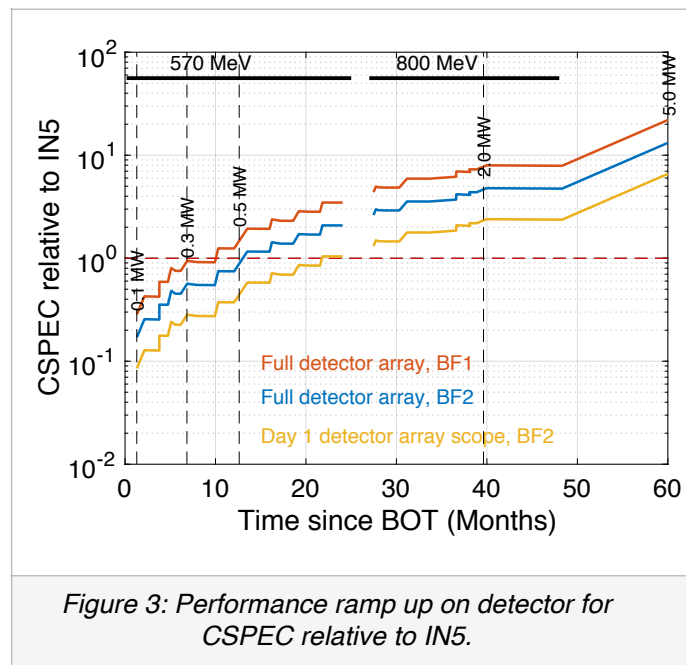 570 MeV
800 MeV
10²
10¹
10⁰
10⁻¹
10⁻²
CSPEC relative to IN5
0.1 MW
0.3 MW
0.5 MW
2.0 MW
5.0 MW
Full detector array, BF1
Full detector array, BF2
Day 1 detector array scope, BF2
0 10 20 30 40 50 60
Time since BOT (Months)
Figure 3: Performance ramp up on detector for
CSPEC relative to IN5.